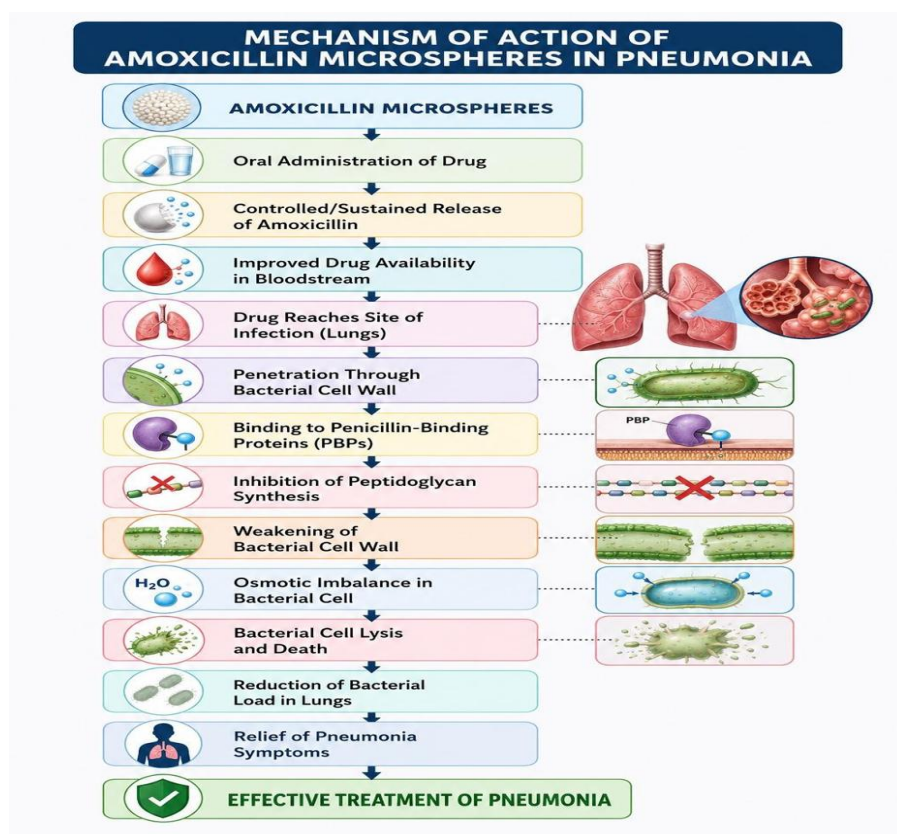 MECHANISM OF ACTION OF
AMOXICILLIN MICROSPHERES IN PNEUMONIA
AMOXICILLIN MICROSPHERES
Oral Administration of Drug
Controlled/Sustained Release
of Amoxicillin
Improved Drug Availability
in Bloodstream
Drug Reaches Site of
Infection (Lungs)
Penetration Through
Bacterial Cell Wall
Binding to Penicillin-Binding
Proteins (PBPs)
PBP
Inhibition of Peptidoglycan
Synthesis
Weakening of
Bacterial Cell Wall
H₂O
Osmotic Imbalance in
Bacterial Cell
Bacterial Cell Lysis
and Death
Reduction of Bacterial
Load in Lungs
Relief of Pneumonia
Symptoms
EFFECTIVE TREATMENT OF PNEUMONIA